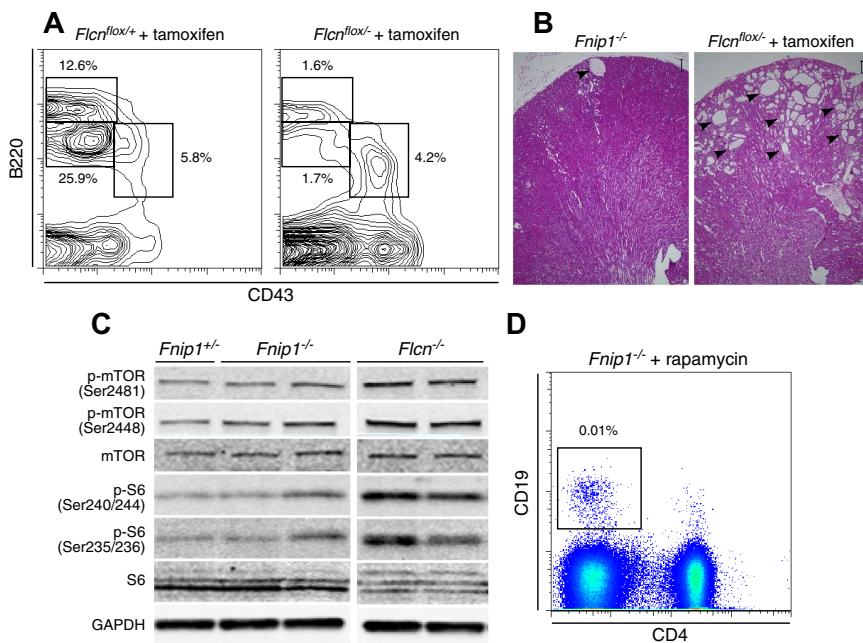 A
Flcn^flox/+ + tamoxifen
Flcn^flox/- + tamoxifen
12.6%
5.8%
25.9%
1.6%
4.2%
1.7%
B220
CD43
B
Fnip1^-/-
Flcn^flox/- + tamoxifen
C
Fnip1^+/-
Fnip1^-/-
Flcn^-/-
p-mTOR
(Ser2481)
p-mTOR
(Ser2448)
mTOR
p-S6
(Ser240/244)
p-S6
(Ser235/236)
S6
GAPDH
D
Fnip1^-/- + rapamycin
0.01%
CD19
CD4